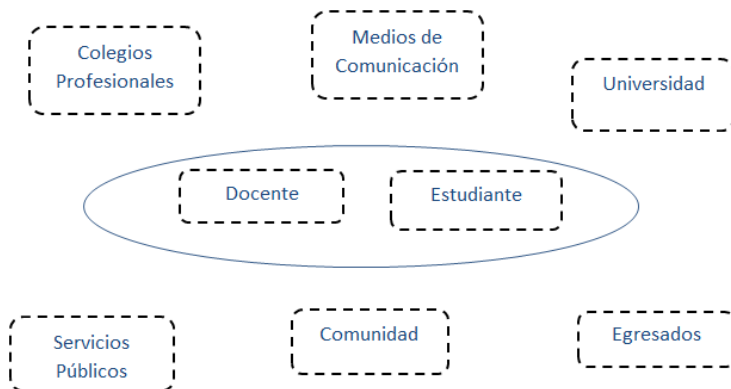 Colegios
Profesionales
Medios de
Comunicación
Universidad
Docente
Estudiante
Servicios
Públicos
Comunidad
Egresados